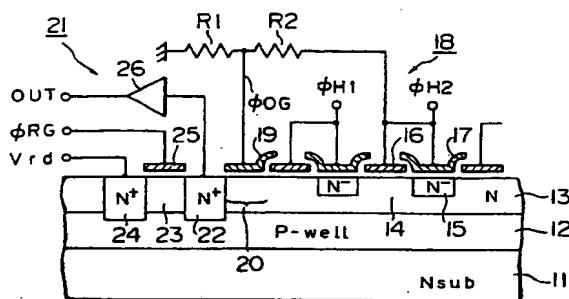 21
R1 R2
18
26
OUT
φOG
φH1
φH2
φRG
25
19
16
17
Vrd
N+ N+ N- N- N 13
24 23 22 20 14 15
P-well 12
Nsub 11